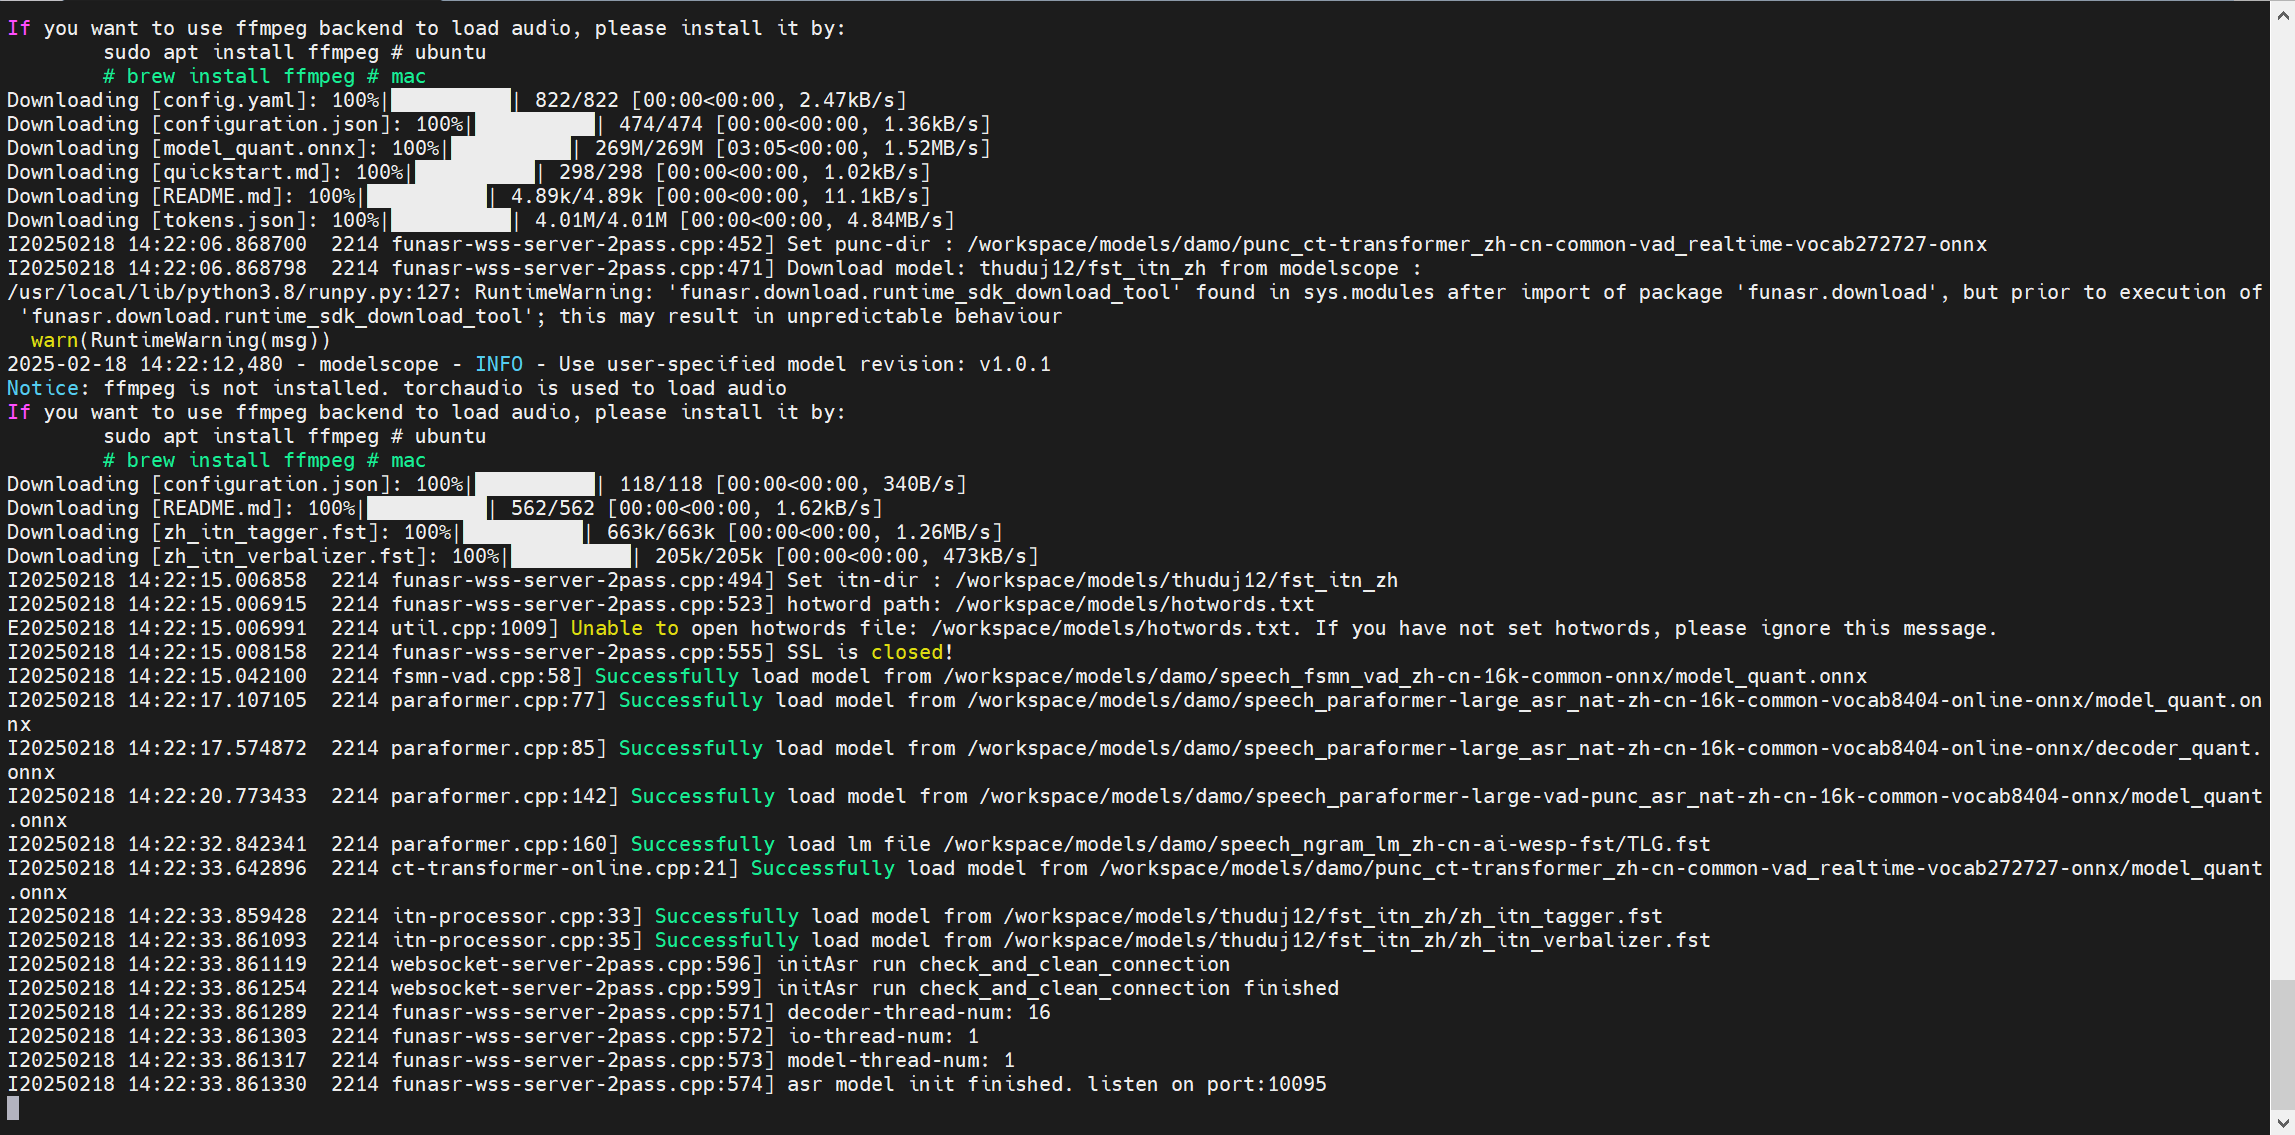 If you want to use ffmpeg backend to load audio, please install it by:
        sudo apt install ffmpeg # ubuntu
        # brew install ffmpeg # mac
Downloading [config.yaml]: 100%|██████████| 822/822 [00:00<00:00, 2.47kB/s]
Downloading [configuration.json]: 100%|██████████| 474/474 [00:00<00:00, 1.36kB/s]
Downloading [model_quant.onnx]: 100%|██████████| 269M/269M [03:05<00:00, 1.52MB/s]
Downloading [quickstart.md]: 100%|██████████| 298/298 [00:00<00:00, 1.02kB/s]
Downloading [README.md]: 100%|██████████| 4.89k/4.89k [00:00<00:00, 11.1kB/s]
Downloading [tokens.json]: 100%|██████████| 4.01M/4.01M [00:00<00:00, 4.84MB/s]
I20250218 14:22:06.868700  2214 funasr-wss-server-2pass.cpp:452] Set punc-dir : /workspace/models/damo/punc_ct-transformer_zh-cn-common-vad_realtime-vocab272727-onnx
I20250218 14:22:06.868798  2214 funasr-wss-server-2pass.cpp:471] Download model: thuduj12/fst_itn_zh from modelscope :
/usr/local/lib/python3.8/runpy.py:127: RuntimeWarning: 'funasr.download.runtime_sdk_download_tool' found in sys.modules after import of package 'funasr.download', but prior to execution of
 'funasr.download.runtime_sdk_download_tool'; this may result in unpredictable behaviour
  warn(RuntimeWarning(msg))
2025-02-18 14:22:12,480 - modelscope - INFO - Use user-specified model revision: v1.0.1
Notice: ffmpeg is not installed. torchaudio is used to load audio
If you want to use ffmpeg backend to load audio, please install it by:
        sudo apt install ffmpeg # ubuntu
        # brew install ffmpeg # mac
Downloading [configuration.json]: 100%|██████████| 118/118 [00:00<00:00, 340B/s]
Downloading [README.md]: 100%|██████████| 562/562 [00:00<00:00, 1.62kB/s]
Downloading [zh_itn_tagger.fst]: 100%|██████████| 663k/663k [00:00<00:00, 1.26MB/s]
Downloading [zh_itn_verbalizer.fst]: 100%|██████████| 205k/205k [00:00<00:00, 473kB/s]
I20250218 14:22:15.006858  2214 funasr-wss-server-2pass.cpp:494] Set itn-dir : /workspace/models/thuduj12/fst_itn_zh
I20250218 14:22:15.006915  2214 funasr-wss-server-2pass.cpp:523] hotword path: /workspace/models/hotwords.txt
E20250218 14:22:15.006991  2214 util.cpp:1009] Unable to open hotwords file: /workspace/models/hotwords.txt. If you have not set hotwords, please ignore this message.
I20250218 14:22:15.008158  2214 funasr-wss-server-2pass.cpp:555] SSL is closed!
I20250218 14:22:15.042100  2214 fsmn-vad.cpp:58] Successfully load model from /workspace/models/damo/speech_fsmn_vad_zh-cn-16k-common-onnx/model_quant.onnx
I20250218 14:22:17.107105  2214 paraformer.cpp:77] Successfully load model from /workspace/models/damo/speech_paraformer-large_asr_nat-zh-cn-16k-common-vocab8404-online-onnx/model_quant.on
nx
I20250218 14:22:17.574872  2214 paraformer.cpp:85] Successfully load model from /workspace/models/damo/speech_paraformer-large_asr_nat-zh-cn-16k-common-vocab8404-online-onnx/decoder_quant.
onnx
I20250218 14:22:20.773433  2214 paraformer.cpp:142] Successfully load model from /workspace/models/damo/speech_paraformer-large-vad-punc_asr_nat-zh-cn-16k-common-vocab8404-onnx/model_quant
.onnx
I20250218 14:22:32.842341  2214 paraformer.cpp:160] Successfully load lm file /workspace/models/damo/speech_ngram_lm_zh-cn-ai-wesp-fst/TLG.fst
I20250218 14:22:33.642896  2214 ct-transformer-online.cpp:21] Successfully load model from /workspace/models/damo/punc_ct-transformer_zh-cn-common-vad_realtime-vocab272727-onnx/model_quant
.onnx
I20250218 14:22:33.859428  2214 itn-processor.cpp:33] Successfully load model from /workspace/models/thuduj12/fst_itn_zh/zh_itn_tagger.fst
I20250218 14:22:33.861093  2214 itn-processor.cpp:35] Successfully load model from /workspace/models/thuduj12/fst_itn_zh/zh_itn_verbalizer.fst
I20250218 14:22:33.861119  2214 websocket-server-2pass.cpp:596] initAsr run check_and_clean_connection
I20250218 14:22:33.861254  2214 websocket-server-2pass.cpp:599] initAsr run check_and_clean_connection finished
I20250218 14:22:33.861289  2214 funasr-wss-server-2pass.cpp:571] decoder-thread-num: 16
I20250218 14:22:33.861303  2214 funasr-wss-server-2pass.cpp:572] io-thread-num: 1
I20250218 14:22:33.861317  2214 funasr-wss-server-2pass.cpp:573] model-thread-num: 1
I20250218 14:22:33.861330  2214 funasr-wss-server-2pass.cpp:574] asr model init finished. listen on port:10095